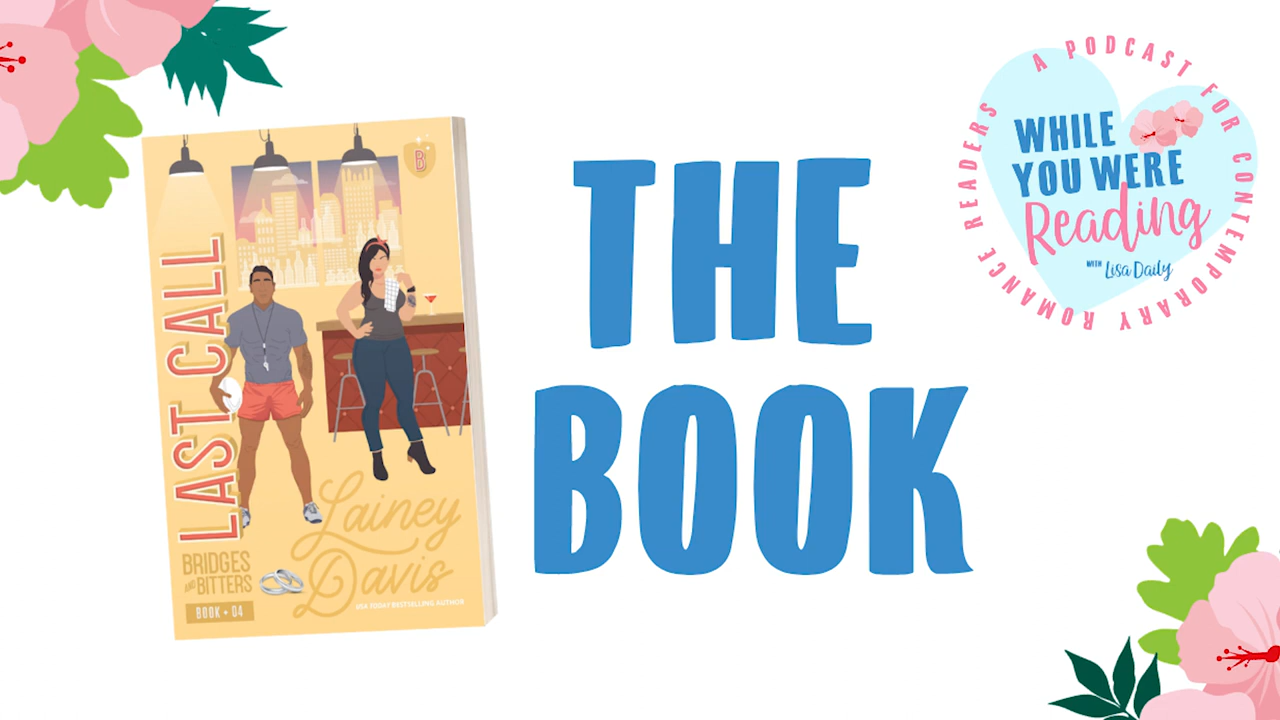 LAST CALL
B
Lainey
Davis
USA TODAY BESTSELLING AUTHOR
BRIDGES
AND BITTERS
BOOK • 04
THE
BOOK
A PODCAST FOR CONTEMPORARY ROMANCE READERS
WHILE
YOU WERE
Reading
WITH Lisa Daily